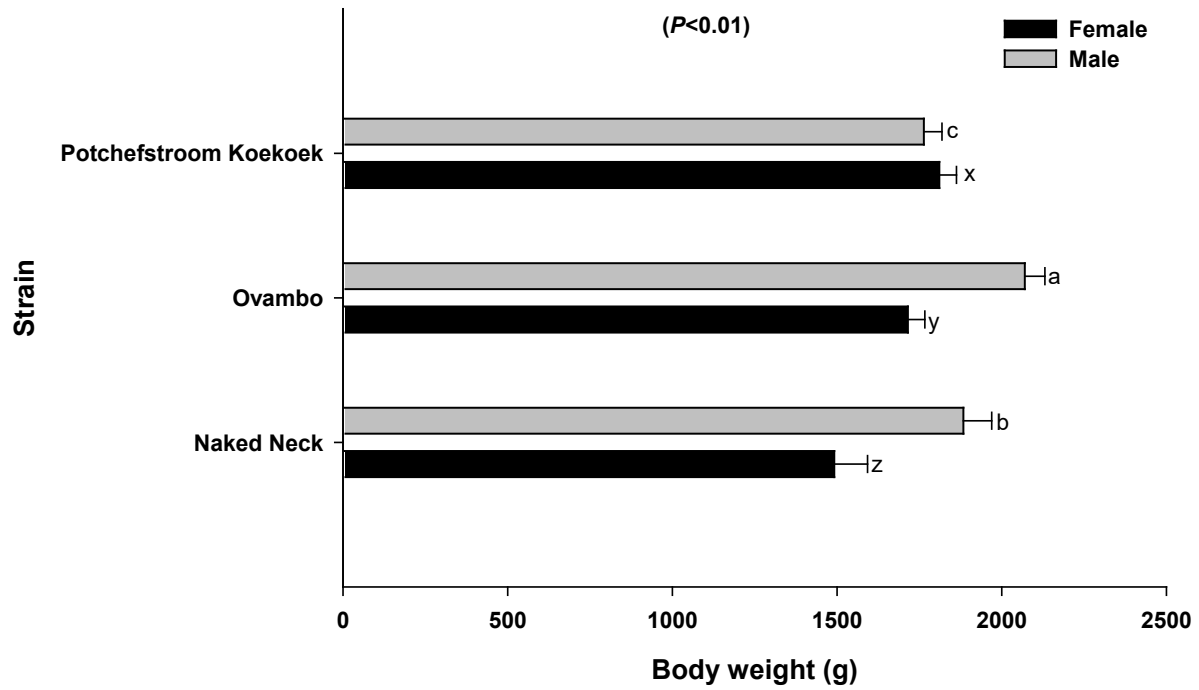 (P<0.01)
Female
Male
Strain
Potchefstroom Koekoek
c
x
Ovambo
a
y
Naked Neck
b
z
0 500 1000 1500 2000 2500
Body weight (g)